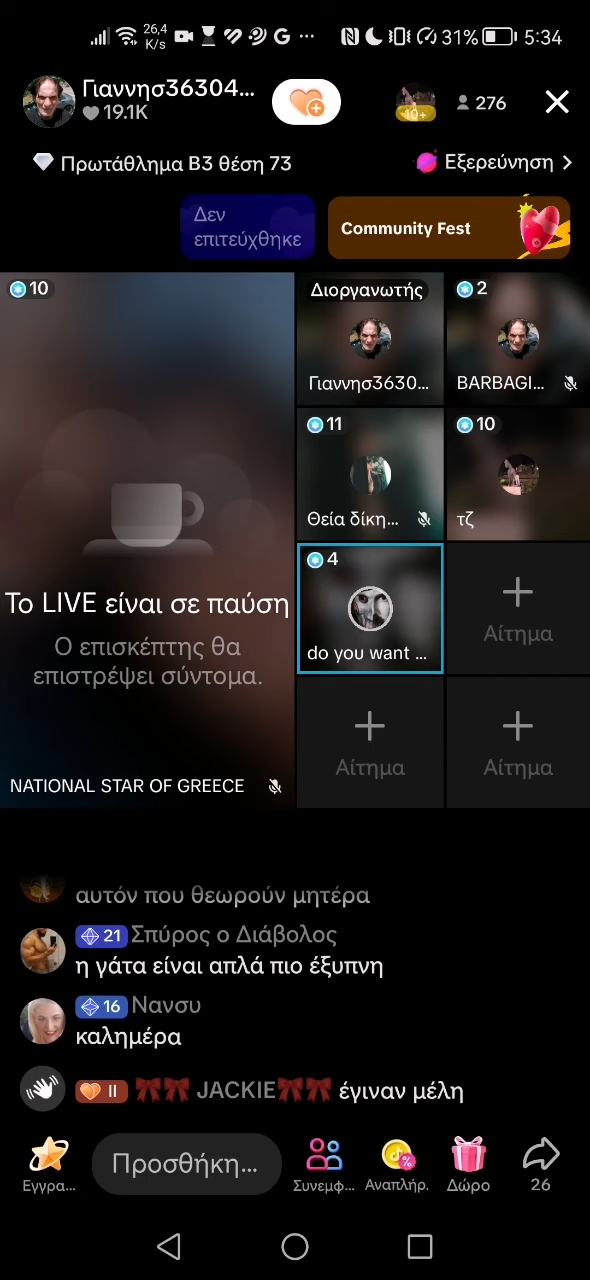 26,4 K/s
31% 5:34
Γιαννησ36304...
19.1K
10+
276
Πρωτάθλημα B3 θέση 73
Εξερεύνηση
Δεν
επιτεύχθηκε
Community Fest
10
Διοργανωτής
Γιαννησ3630...
2
BARBAGI...
11
Θεία δίκη...
10
τζ
Το LIVE είναι σε παύση
Ο επισκέπτης θα
επιστρέψει σύντομα.
NATIONAL STAR OF GREECE
4
do you want ...
Αίτημα
Αίτημα
Αίτημα
αυτόν που θεωρούν μητέρα
21 Σπύρος ο Διάβολος
η γάτα είναι απλά πιο έξυπνη
16 Νανσυ
καλημέρα
II JACKIE έγιναν μέλη
Εγγρα...
Προσθήκη...
Συνεμφ...
Αναπλήρ.
Δώρο
26